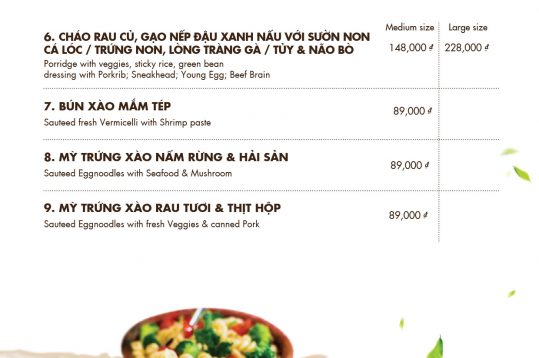 Medium size Large size
6. CHÁO RAU CỦ, GẠO NẾP ĐẬU XANH NẤU VỚI SƯỜN NON
CÁ LÓC / TRỨNG NON, LÒNG TRÀNG GÀ / TỦY & NÃO BÒ 148,000 đ 228,000 đ
Porridge with veggies, sticky rice, green bean
dressing with Porkrib; Sneakhead; Young Egg; Beef Brain
7. BÚN XÀO MẮM TÉP 89,000 đ
Sauteed fresh Vermicelli with Shrimp paste
8. MỲ TRỨNG XÀO NẤM RỪNG & HẢI SẢN 89,000 đ
Sauteed Eggnoodles with Seafood & Mushroom
9. MỲ TRỨNG XÀO RAU TƯƠI & THỊT HỘP 89,000 đ
Sauteed Eggnoodles with fresh Veggies & canned Pork